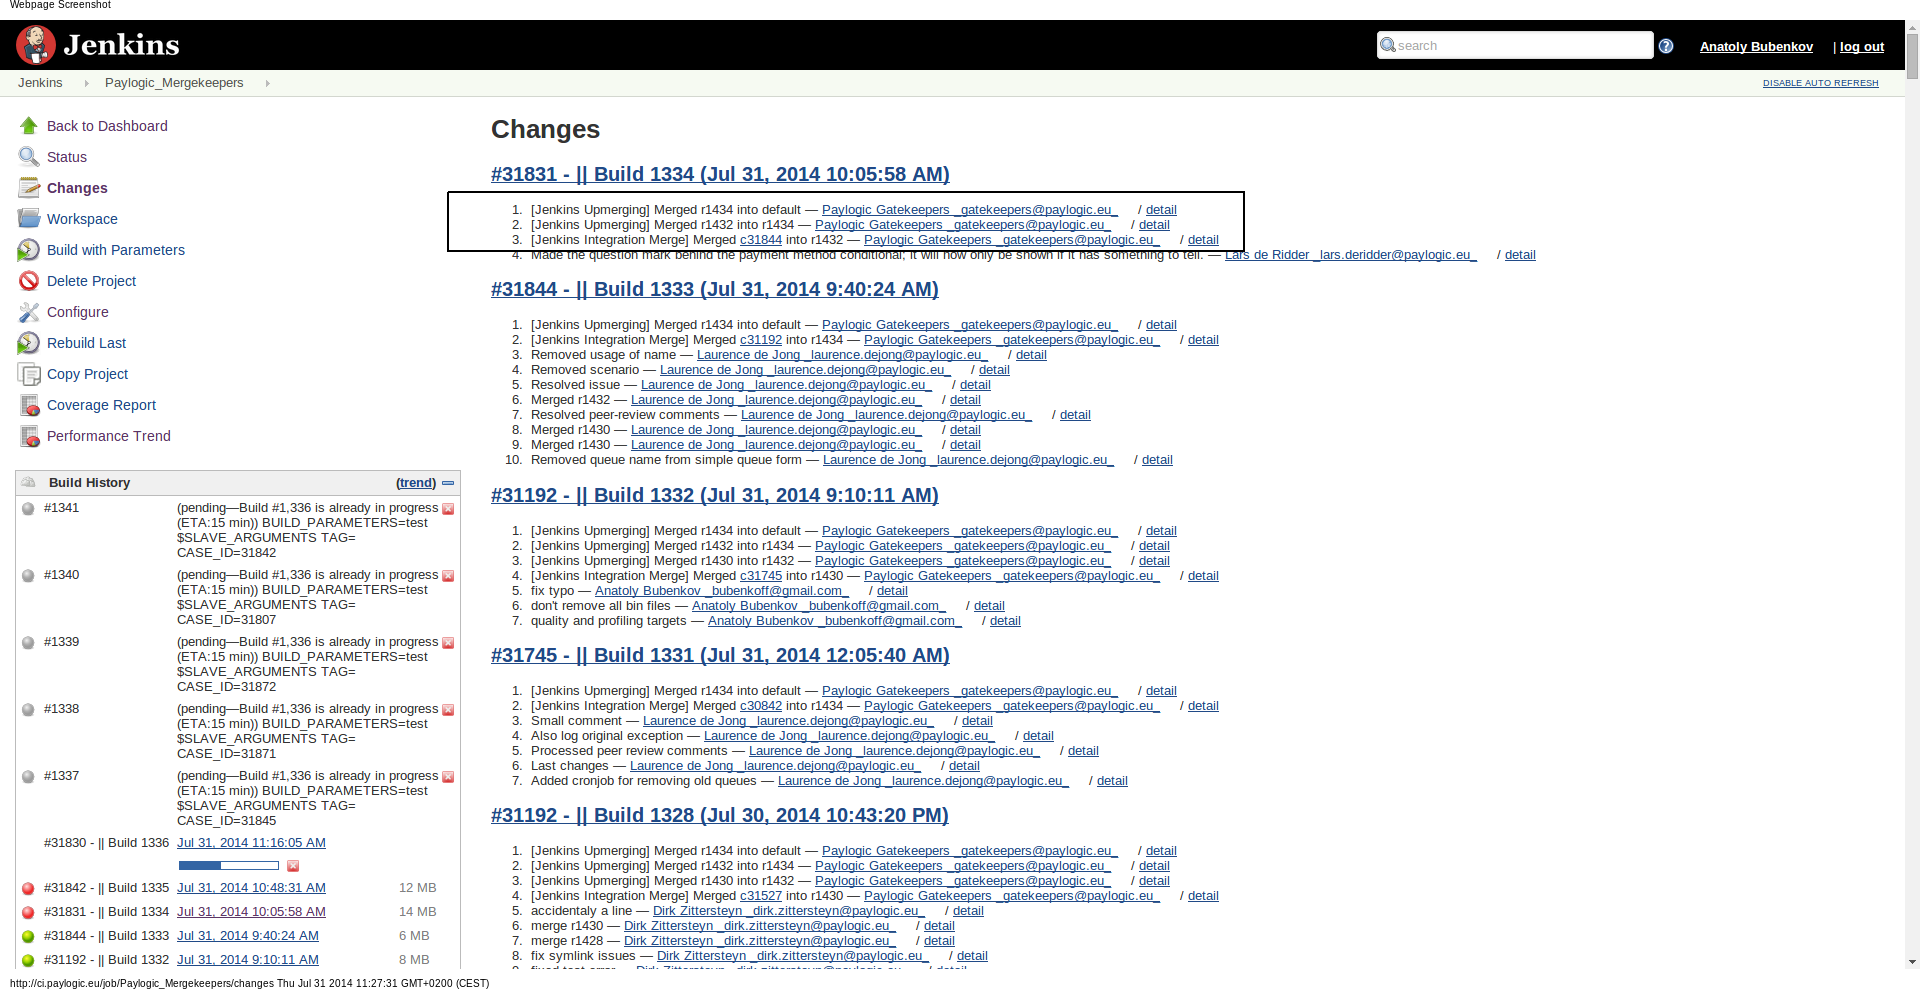 Webpage Screenshot
Jenkins
search
Anatoly Bubenkov | log out
Jenkins Paylogic_Mergekeepers
DISABLE AUTO REFRESH
Back to Dashboard
Status
Changes
Workspace
Build with Parameters
Delete Project
Configure
Rebuild Last
Copy Project
Coverage Report
Performance Trend
Build History (trend)
#1341 (pending—Build #1,336 is already in progress
(ETA:15 min)) BUILD_PARAMETERS=test
$SLAVE_ARGUMENTS TAG=
CASE_ID=31842
#1340 (pending—Build #1,336 is already in progress
(ETA:15 min)) BUILD_PARAMETERS=test
$SLAVE_ARGUMENTS TAG=
CASE_ID=31807
#1339 (pending—Build #1,336 is already in progress
(ETA:15 min)) BUILD_PARAMETERS=test
$SLAVE_ARGUMENTS TAG=
CASE_ID=31872
#1338 (pending—Build #1,336 is already in progress
(ETA:15 min)) BUILD_PARAMETERS=test
$SLAVE_ARGUMENTS TAG=
CASE_ID=31871
#1337 (pending—Build #1,336 is already in progress
(ETA:15 min)) BUILD_PARAMETERS=test
$SLAVE_ARGUMENTS TAG=
CASE_ID=31845
#31830 - || Build 1336 Jul 31, 2014 11:16:05 AM
#31842 - || Build 1335 Jul 31, 2014 10:48:31 AM 12 MB
#31831 - || Build 1334 Jul 31, 2014 10:05:58 AM 14 MB
#31844 - || Build 1333 Jul 31, 2014 9:40:24 AM 6 MB
#31192 - || Build 1332 Jul 31, 2014 9:10:11 AM 8 MB
Changes
#31831 - || Build 1334 (Jul 31, 2014 10:05:58 AM)
1. [Jenkins Upmerging] Merged r1434 into default — Paylogic Gatekeepers _gatekeepers@paylogic.eu_ / detail
2. [Jenkins Upmerging] Merged r1432 into r1434 — Paylogic Gatekeepers _gatekeepers@paylogic.eu_ / detail
3. [Jenkins Integration Merge] Merged c31844 into r1432 — Paylogic Gatekeepers _gatekeepers@paylogic.eu_ / detail
4. Made the question mark behind the payment method conditional; it will now only be shown if it has something to tell. — Lars de Ridder _lars.deridder@paylogic.eu_ / detail
#31844 - || Build 1333 (Jul 31, 2014 9:40:24 AM)
1. [Jenkins Upmerging] Merged r1434 into default — Paylogic Gatekeepers _gatekeepers@paylogic.eu_ / detail
2. [Jenkins Integration Merge] Merged c31192 into r1434 — Paylogic Gatekeepers _gatekeepers@paylogic.eu_ / detail
3. Removed usage of name — Laurence de Jong _laurence.dejong@paylogic.eu_ / detail
4. Removed scenario — Laurence de Jong _laurence.dejong@paylogic.eu_ / detail
5. Resolved issue — Laurence de Jong _laurence.dejong@paylogic.eu_ / detail
6. Merged r1432 — Laurence de Jong _laurence.dejong@paylogic.eu_ / detail
7. Resolved peer-review comments — Laurence de Jong _laurence.dejong@paylogic.eu_ / detail
8. Merged r1430 — Laurence de Jong _laurence.dejong@paylogic.eu_ / detail
9. Merged r1430 — Laurence de Jong _laurence.dejong@paylogic.eu_ / detail
10. Removed queue name from simple queue form — Laurence de Jong _laurence.dejong@paylogic.eu_ / detail
#31192 - || Build 1332 (Jul 31, 2014 9:10:11 AM)
1. [Jenkins Upmerging] Merged r1434 into default — Paylogic Gatekeepers _gatekeepers@paylogic.eu_ / detail
2. [Jenkins Upmerging] Merged r1432 into r1434 — Paylogic Gatekeepers _gatekeepers@paylogic.eu_ / detail
3. [Jenkins Upmerging] Merged r1430 into r1432 — Paylogic Gatekeepers _gatekeepers@paylogic.eu_ / detail
4. [Jenkins Integration Merge] Merged c31745 into r1430 — Paylogic Gatekeepers _gatekeepers@paylogic.eu_ / detail
5. fix typo — Anatoly Bubenkov _bubenkoff@gmail.com_ / detail
6. don't remove all bin files — Anatoly Bubenkov _bubenkoff@gmail.com_ / detail
7. quality and profiling targets — Anatoly Bubenkov _bubenkoff@gmail.com_ / detail
#31745 - || Build 1331 (Jul 31, 2014 12:05:40 AM)
1. [Jenkins Upmerging] Merged r1434 into default — Paylogic Gatekeepers _gatekeepers@paylogic.eu_ / detail
2. [Jenkins Integration Merge] Merged c30842 into r1434 — Paylogic Gatekeepers _gatekeepers@paylogic.eu_ / detail
3. Small comment — Laurence de Jong _laurence.dejong@paylogic.eu_ / detail
4. Also log original exception — Laurence de Jong _laurence.dejong@paylogic.eu_ / detail
5. Processed peer review comments — Laurence de Jong _laurence.dejong@paylogic.eu_ / detail
6. Last changes — Laurence de Jong _laurence.dejong@paylogic.eu_ / detail
7. Added cronjob for removing old queues — Laurence de Jong _laurence.dejong@paylogic.eu_ / detail
#31192 - || Build 1328 (Jul 30, 2014 10:43:20 PM)
1. [Jenkins Upmerging] Merged r1434 into default — Paylogic Gatekeepers _gatekeepers@paylogic.eu_ / detail
2. [Jenkins Upmerging] Merged r1432 into r1434 — Paylogic Gatekeepers _gatekeepers@paylogic.eu_ / detail
3. [Jenkins Upmerging] Merged r1430 into r1432 — Paylogic Gatekeepers _gatekeepers@paylogic.eu_ / detail
4. [Jenkins Integration Merge] Merged c31527 into r1430 — Paylogic Gatekeepers _gatekeepers@paylogic.eu_ / detail
5. accidentaly a line — Dirk Zittersteyn _dirk.zittersteyn@paylogic.eu_ / detail
6. merge r1430 — Dirk Zittersteyn _dirk.zittersteyn@paylogic.eu_ / detail
7. merge r1428 — Dirk Zittersteyn _dirk.zittersteyn@paylogic.eu_ / detail
8. fix symlink issues — Dirk Zittersteyn _dirk.zittersteyn@paylogic.eu_ / detail
9. fixed test error — Dirk Zittersteyn _dirk.zittersteyn@paylogic.eu_ / detail
http://ci.paylogic.eu/job/Paylogic_Mergekeepers/changes Thu Jul 31 2014 11:27:31 GMT+0200 (CEST)